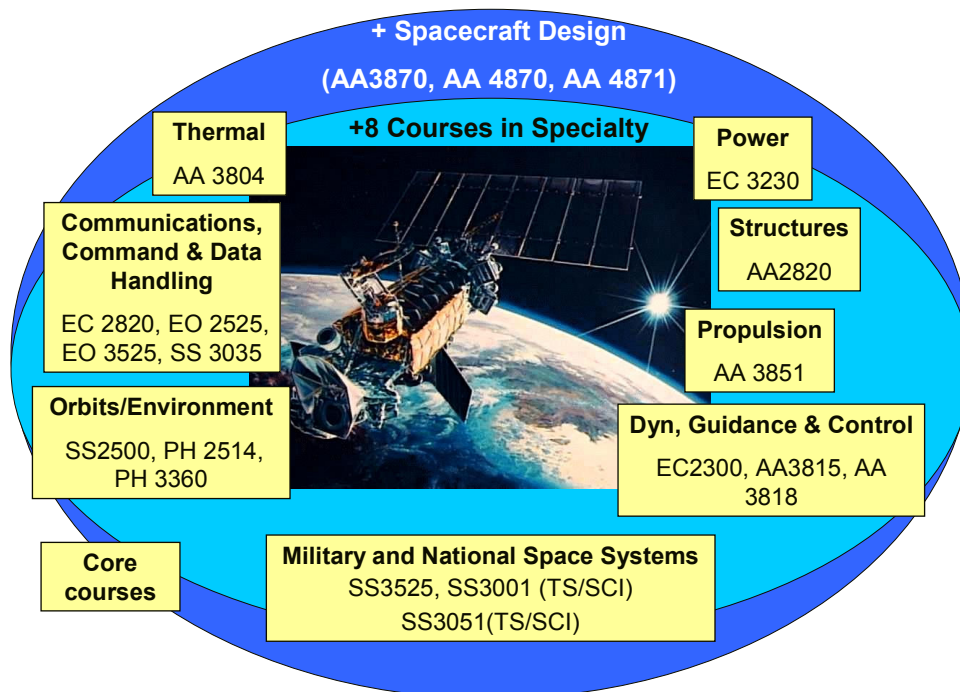 + Spacecraft Design
(AA3870, AA 4870, AA 4871)
+8 Courses in Specialty
Thermal
AA 3804
Power
EC 3230
Communications,
Command & Data
Handling
EC 2820, EO 2525,
EO 3525, SS 3035
Structures
AA2820
Propulsion
AA 3851
Orbits/Environment
SS2500, PH 2514,
PH 3360
Dyn, Guidance & Control
EC2300, AA3815, AA
3818
Core
courses
Military and National Space Systems
SS3525, SS3001 (TS/SCI)
SS3051(TS/SCI)